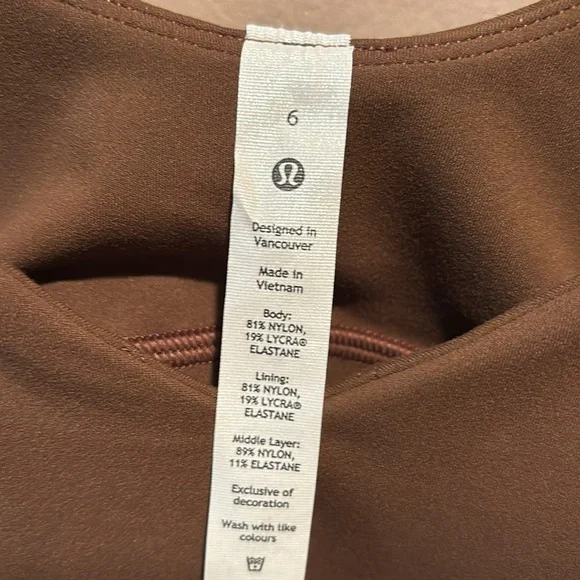 6
Designed in
Vancouver
Made in
Vietnam
Body:
81% NYLON,
19% LYCRA®
ELASTANE
Lining:
81% NYLON,
19% LYCRA®
ELASTANE
Middle Layer:
89% NYLON,
11% ELASTANE
Exclusive of
decoration
Wash with like
colours